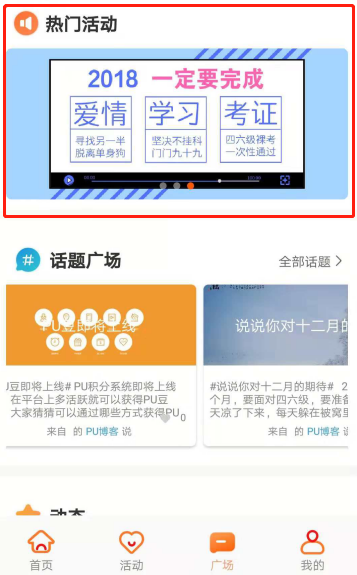 热门活动
2018 一定要完成
爱情 学习 考证
寻找另一半 坚决不挂科 四六级裸考
脱离单身狗 门门九十九 一次性通过
# 话题广场 全部话题 >
PU豆即将上线
说说你对十二月的
U豆即将上线# PU积分系统即将上线
在平台上多活跃就可以获得PU豆
大家猜猜可以通过哪些方式获得PU
0
来自 的 PU博客 说
#说说你对十二月的期待# 2
个月，要面对四六级，要准备
天凉了下来，每天躲在被窝里
来自 的 PU博客
动态
首页 活动 广场 我的